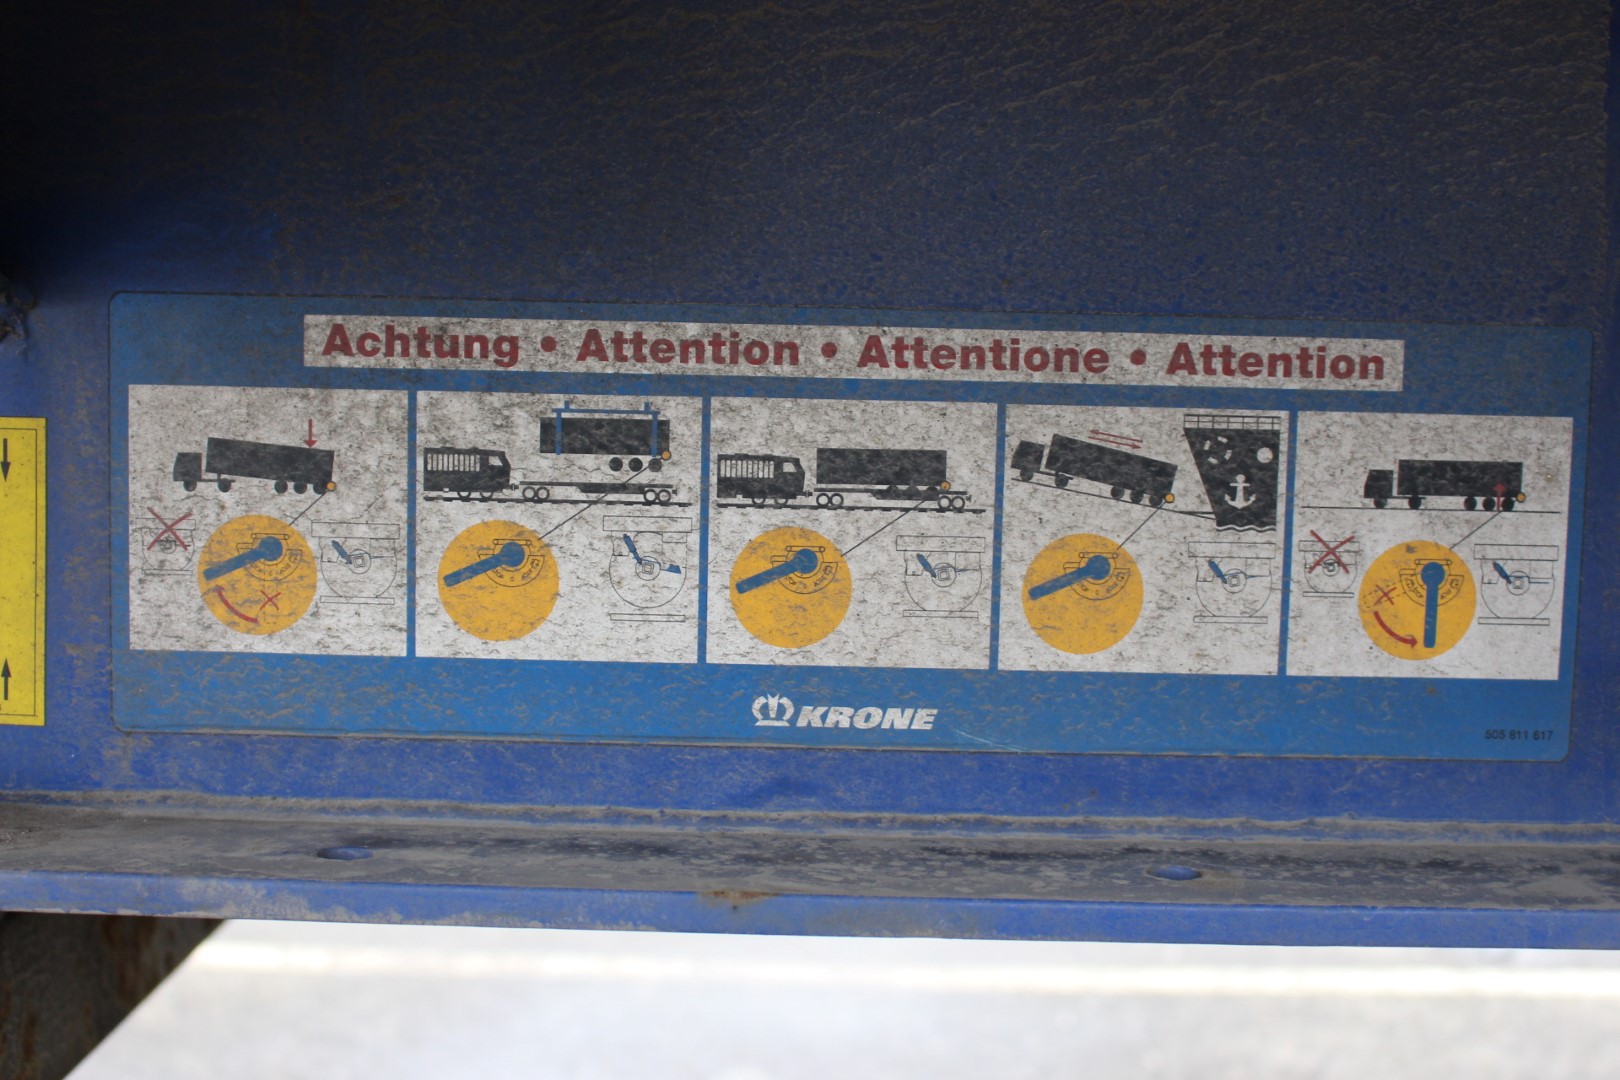 Achtung • Attention • Attentione • Attention
KRONE
505 811 617